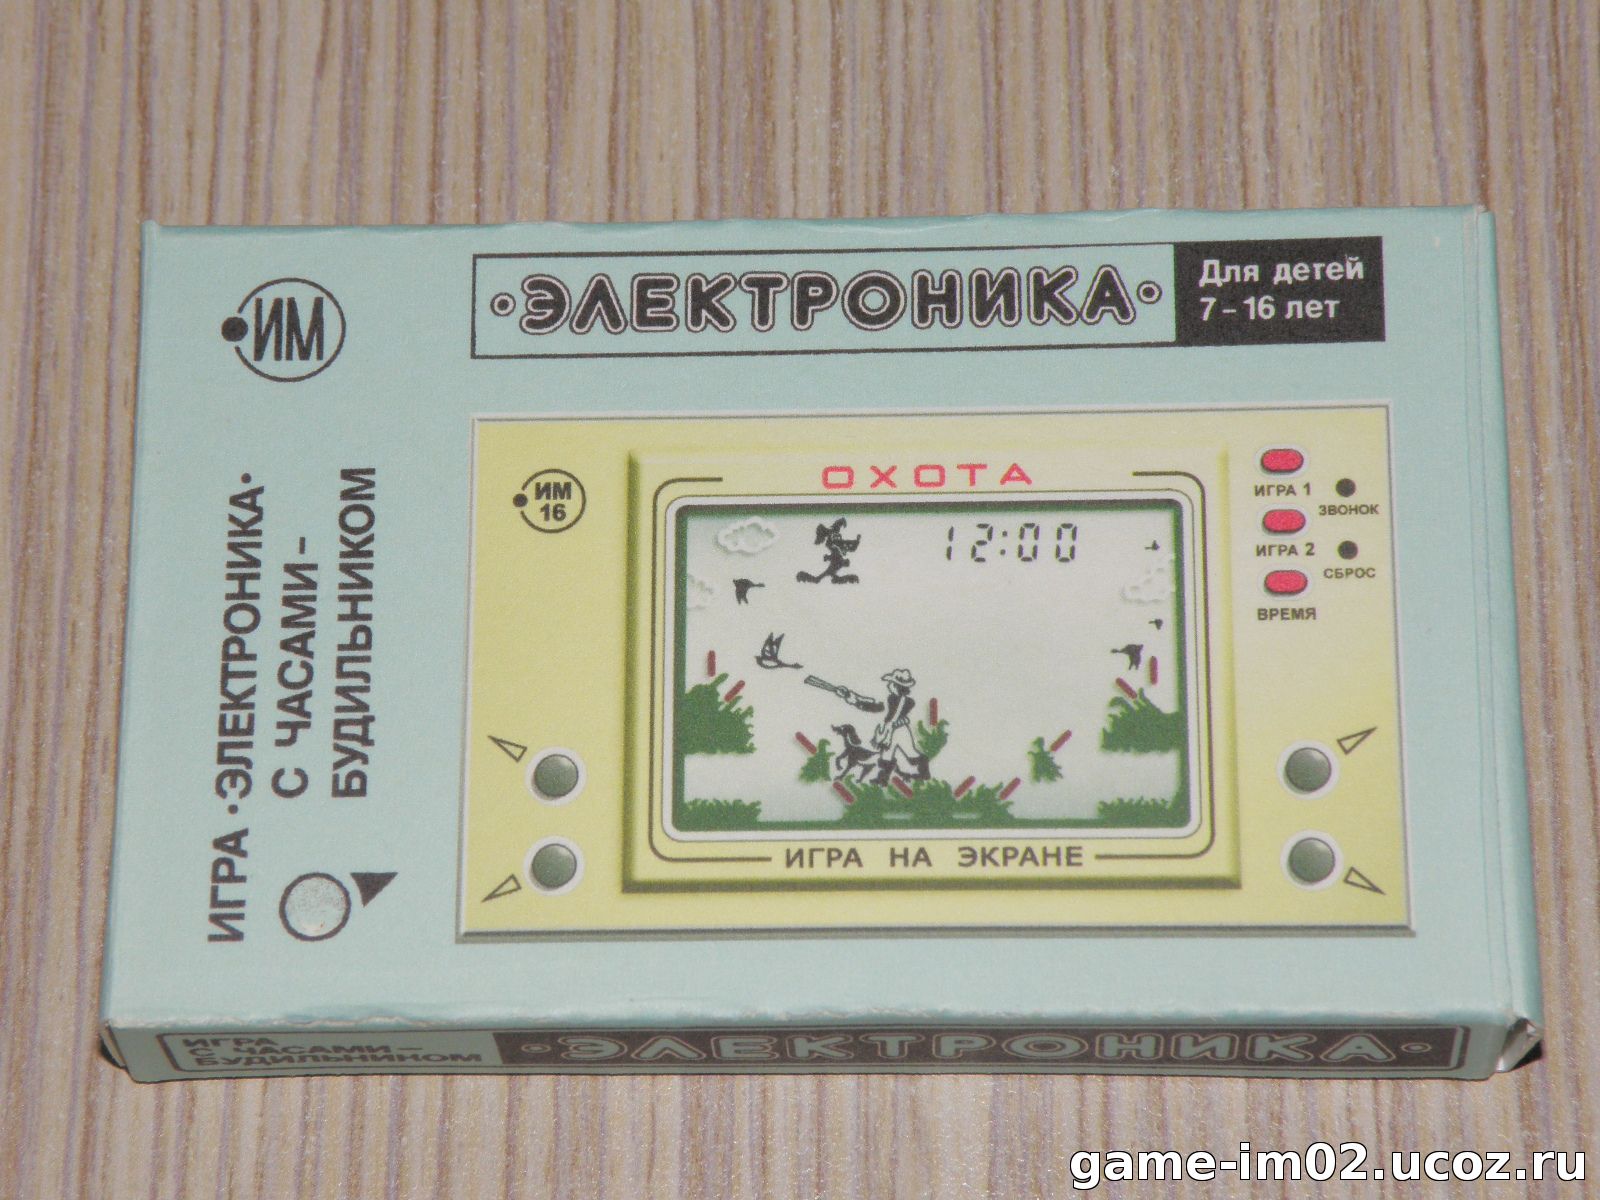 ИМ
·ЭЛЕКТРОНИКА·
Для детей
7-16 лет
ИГРА ·ЭЛЕКТРОНИКА·
С ЧАСАМИ-
БУДИЛЬНИКОМ
ИМ
16
ОХОТА
12:00
ИГРА 1
ЗВОНОК
ИГРА 2
СБРОС
ВРЕМЯ
ИГРА НА ЭКРАНЕ
ИГРА
С ЧАСАМИ-
БУДИЛЬНИКОМ
·ЭЛЕКТРОНИКА·
game-im02.ucoz.ru